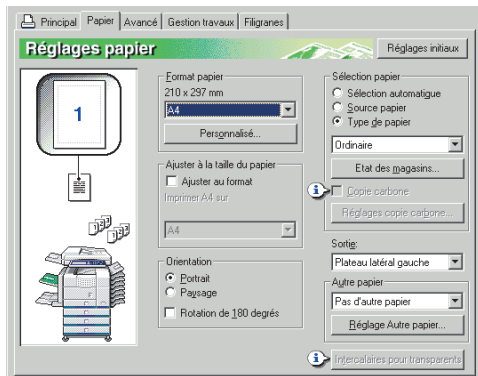 Principal Papier Avancé Gestion travaux Filigranes
Réglages papier
Réglages initiaux
1
Format papier
210 x 297 mm
A4
Personnalisé...
Ajuster à la taille du papier
Ajuster au format
Imprimer A4 sur
A4
Orientation
Portrait
Paysage
Rotation de 180 degrés
Sélection papier
Sélection automatique
Source papier
Type de papier
Ordinaire
Etat des magasins...
Copie carbone
Réglages copie carbone...
Sortie:
Plateau latéral gauche
Autre papier
Pas d'autre papier
Réglage Autre papier...
Intercalaires pour transparents